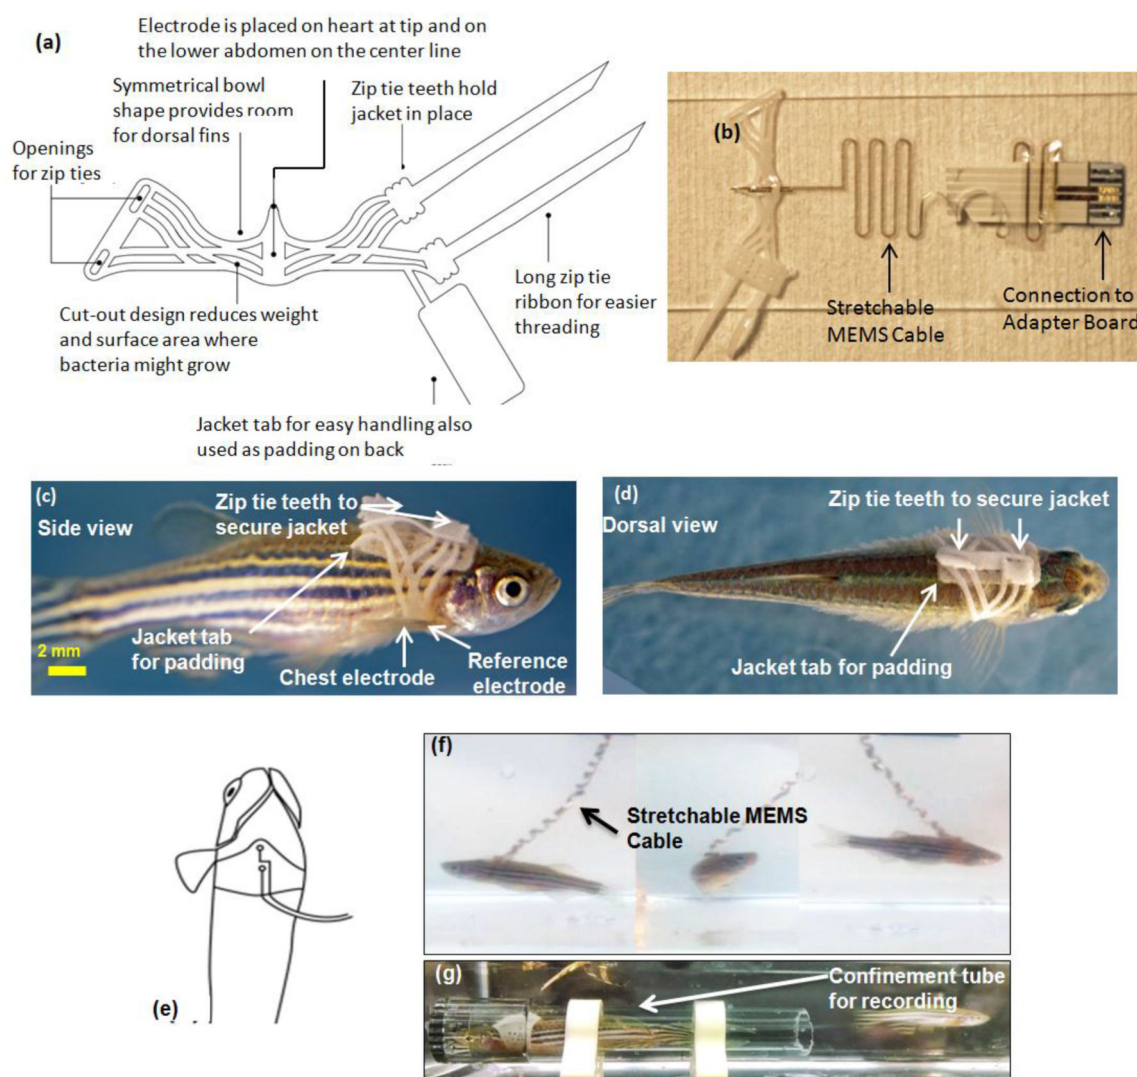 (a)
Electrode is placed on heart at tip and on
the lower abdomen on the center line
Symmetrical bowl
shape provides room
for dorsal fins
Zip tie teeth hold
jacket in place
Openings
for zip ties
Cut-out design reduces weight
and surface area where
bacteria might grow
Long zip tie
ribbon for easier
threading
Jacket tab for easy handling also
used as padding on back
(b)
Stretchable
MEMS Cable
Connection to
Adapter Board
(c)
Side view
Zip tie teeth to
secure jacket
Jacket tab
for padding
2 mm
Chest electrode
Reference
electrode
(d)
Dorsal view
Zip tie teeth to secure jacket
Jacket tab for padding
(e)
(f)
Stretchable MEMS
Cable
(g)
Confinement tube
for recording